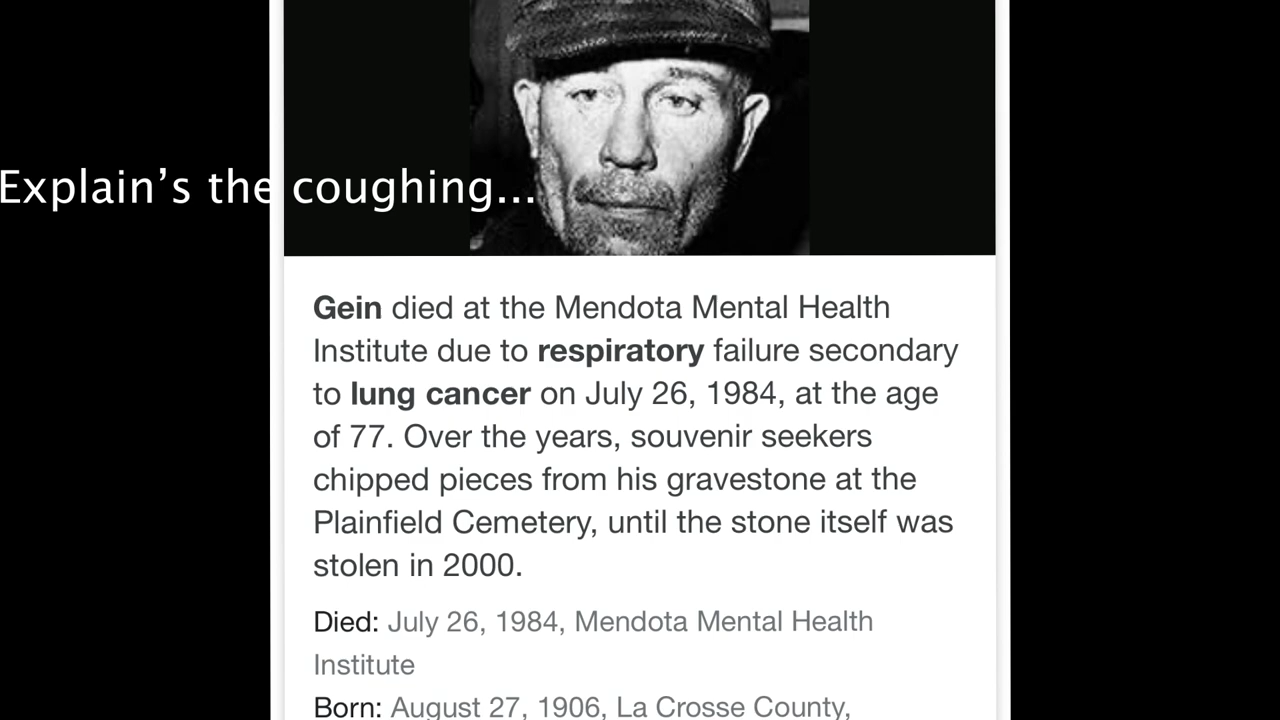 Explain’s the coughing...
Gein died at the Mendota Mental Health
Institute due to respiratory failure secondary
to lung cancer on July 26, 1984, at the age
of 77. Over the years, souvenir seekers
chipped pieces from his gravestone at the
Plainfield Cemetery, until the stone itself was
stolen in 2000.
Died: July 26, 1984, Mendota Mental Health
Institute
Born: August 27, 1906, La Crosse County,